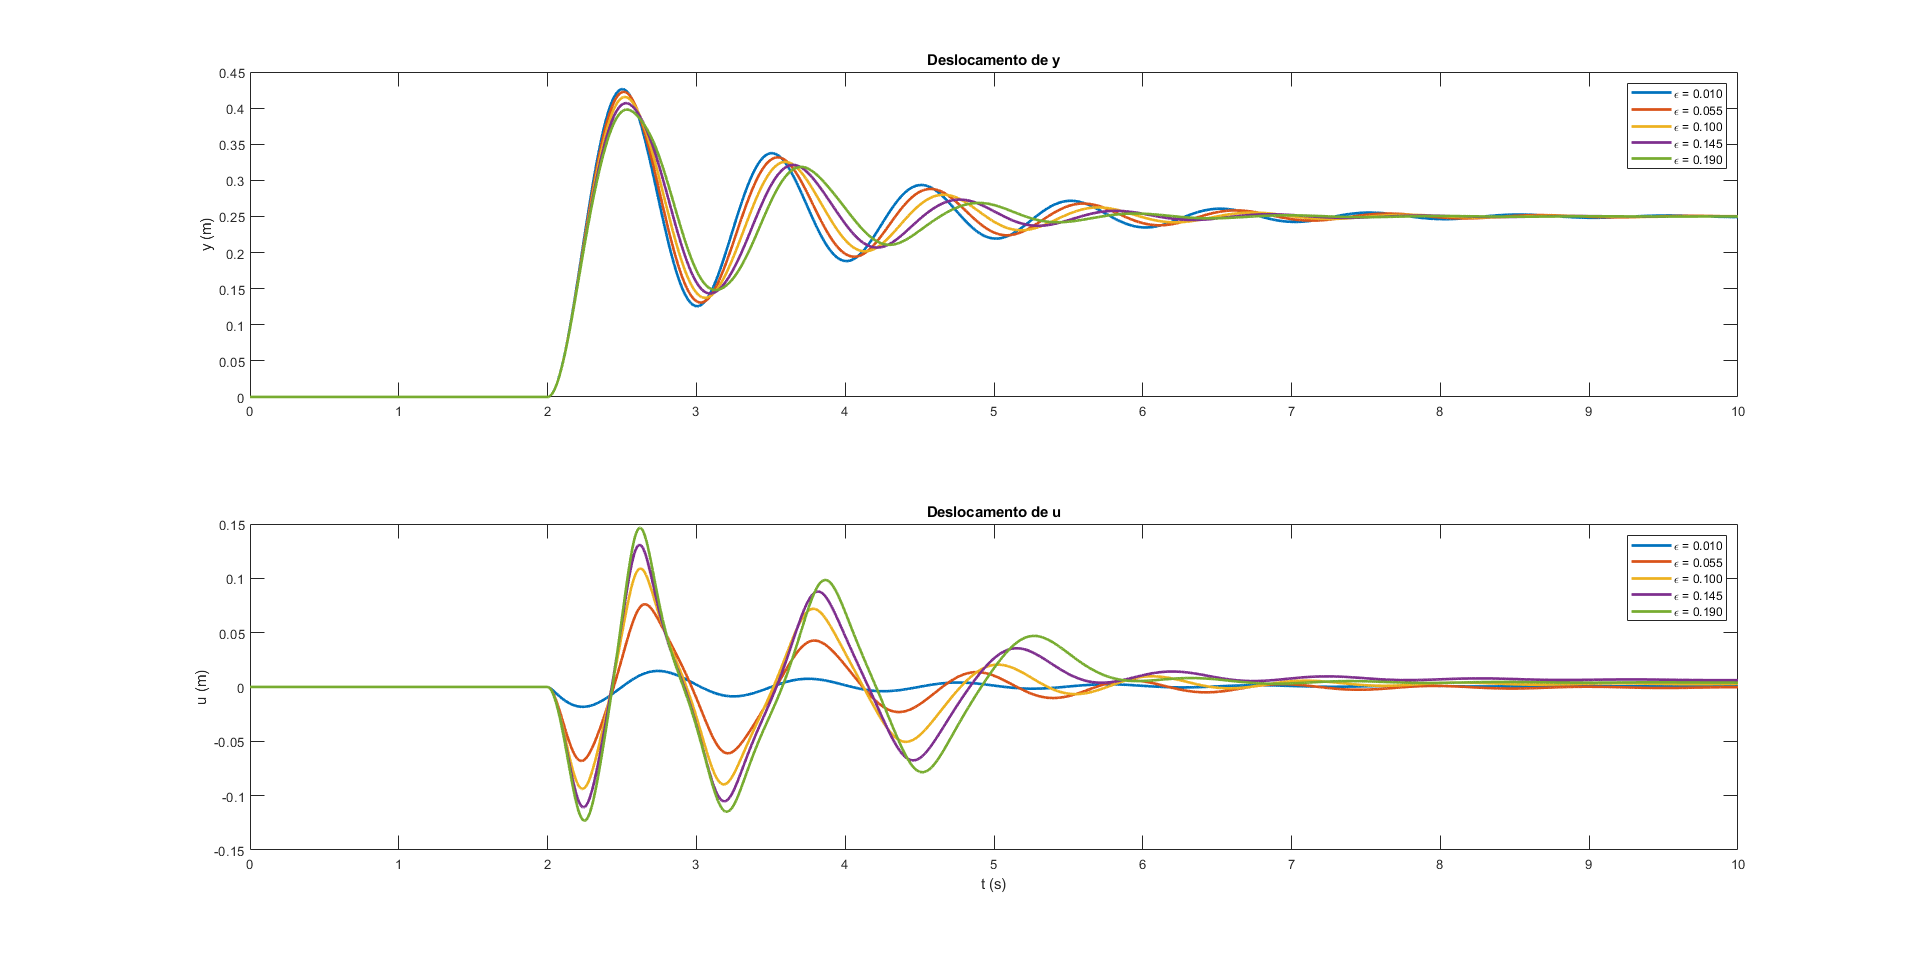 Deslocamento de y
0.45
0.4
0.35
0.3
0.25
0.2
0.15
0.1
0.05
0
y (m)
0 1 2 3 4 5 6 7 8 9 10
ϵ = 0.010
ϵ = 0.055
ϵ = 0.100
ϵ = 0.145
ϵ = 0.190
Deslocamento de u
0.15
0.1
0.05
0
-0.05
-0.1
-0.15
u (m)
0 1 2 3 4 5 6 7 8 9 10
t (s)
ϵ = 0.010
ϵ = 0.055
ϵ = 0.100
ϵ = 0.145
ϵ = 0.190